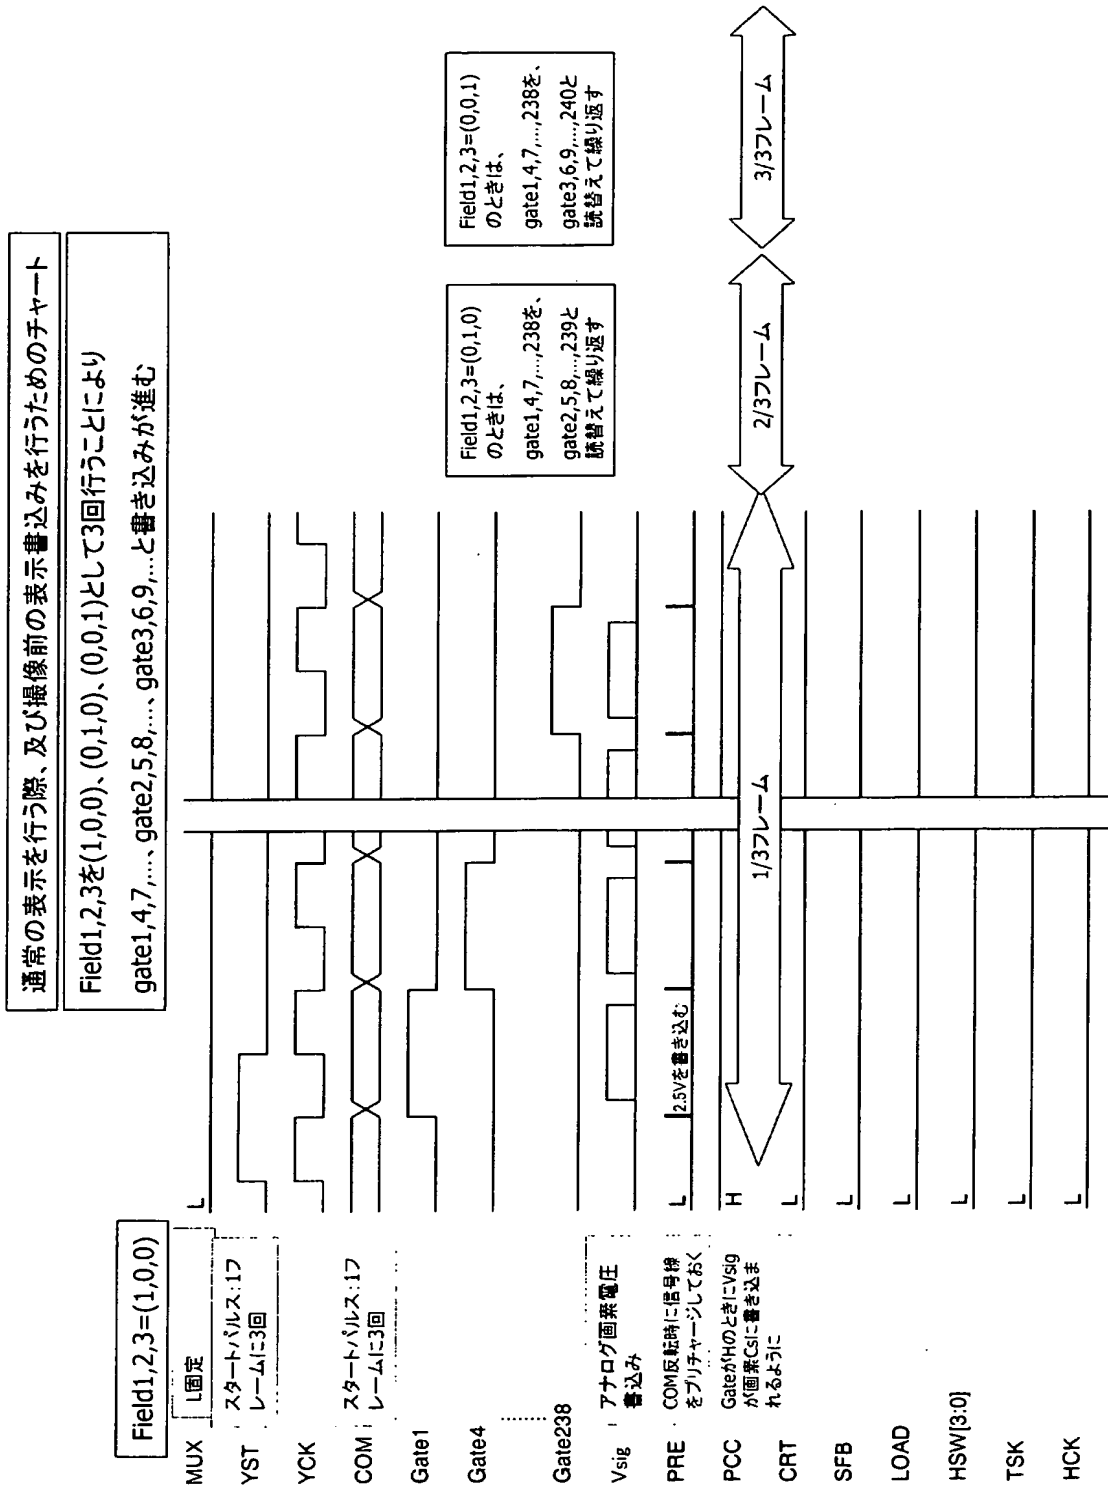 通常の表示を行う際、及び撮像前の表示書込みを行うためのチャート
Field1,2,3を(1,0,0)、(0,1,0)、(0,0,1)として3回行うことにより
gate1,4,7,…、gate2,5,8,…、gate3,6,9,…と書き込みが進む
Field1,2,3=(1,0,0)
MUX
L固定
L
YST
スタートパルス:1フ
レームに3回
YCK
COM
スタートパルス:1フ
レームに3回
Gate1
Gate4
Gate238
Vsig
アナログ画素電圧
書込み
PRE
COM反転時に信号線
をプリチャージしておく
L
2.5Vを書き込む
PCC
GateがHのときにVsig
が画素Csに書き込ま
れるように
H
CRT
L
SFB
L
LOAD
L
HSW[3:0]
L
TSK
L
HCK
L
Field1,2,3=(0,1,0)
のときは、
gate1,4,7,…,238を、
gate2,5,8,…,239と
読替えて繰り返す
Field1,2,3=(0,0,1)
のときは、
gate1,4,7,…,238を、
gate3,6,9,…,240と
読替えて繰り返す
1/3フレーム
2/3フレーム
3/3フレーム